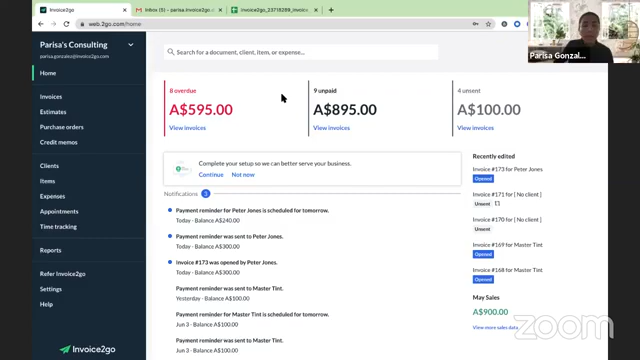 Invoice2go
Inbox (5) - parisa.invoice2go.d
invoice2go_23718289_invoice
web.2go.com/home
Parisa's Consulting
parisa.gonzalez@invoice2go.com
Home
Invoices
Estimates
Purchase orders
Credit memos
Clients
Items
Expenses
Appointments
Time tracking
Reports
Refer Invoice2go
Settings
Help
Invoice2go
Search for a document, client, item, or expense...
8 overdue
A$595.00
View invoices
9 unpaid
A$895.00
View invoices
4 unsent
A$100.00
View invoices
Complete your setup so we can better serve your business.
Continue
Not now
Notifications 3
Payment reminder for Peter Jones is scheduled for tomorrow.
Today - Balance A$240.00
Payment reminder was sent to Peter Jones.
Today - Balance A$300.00
Invoice #173 was opened by Peter Jones.
Today - Balance A$300.00
Payment reminder was sent to Master Tint.
Yesterday - Balance A$100.00
Payment reminder for Master Tint is scheduled for tomorrow.
Jun 3 - Balance A$100.00
Payment reminder was sent to Master Tint.
Jun 3 - Balance A$100.00
Recently edited
Invoice #173 for Peter Jones
Opened
Invoice #171 for [ No client ]
Unsent
Invoice #170 for [ No client ]
Unsent
Invoice #169 for Master Tint
Opened
Invoice #168 for Master Tint
Opened
May Sales
A$900.00
View more sales data
Parisa Gonzal...
zoom